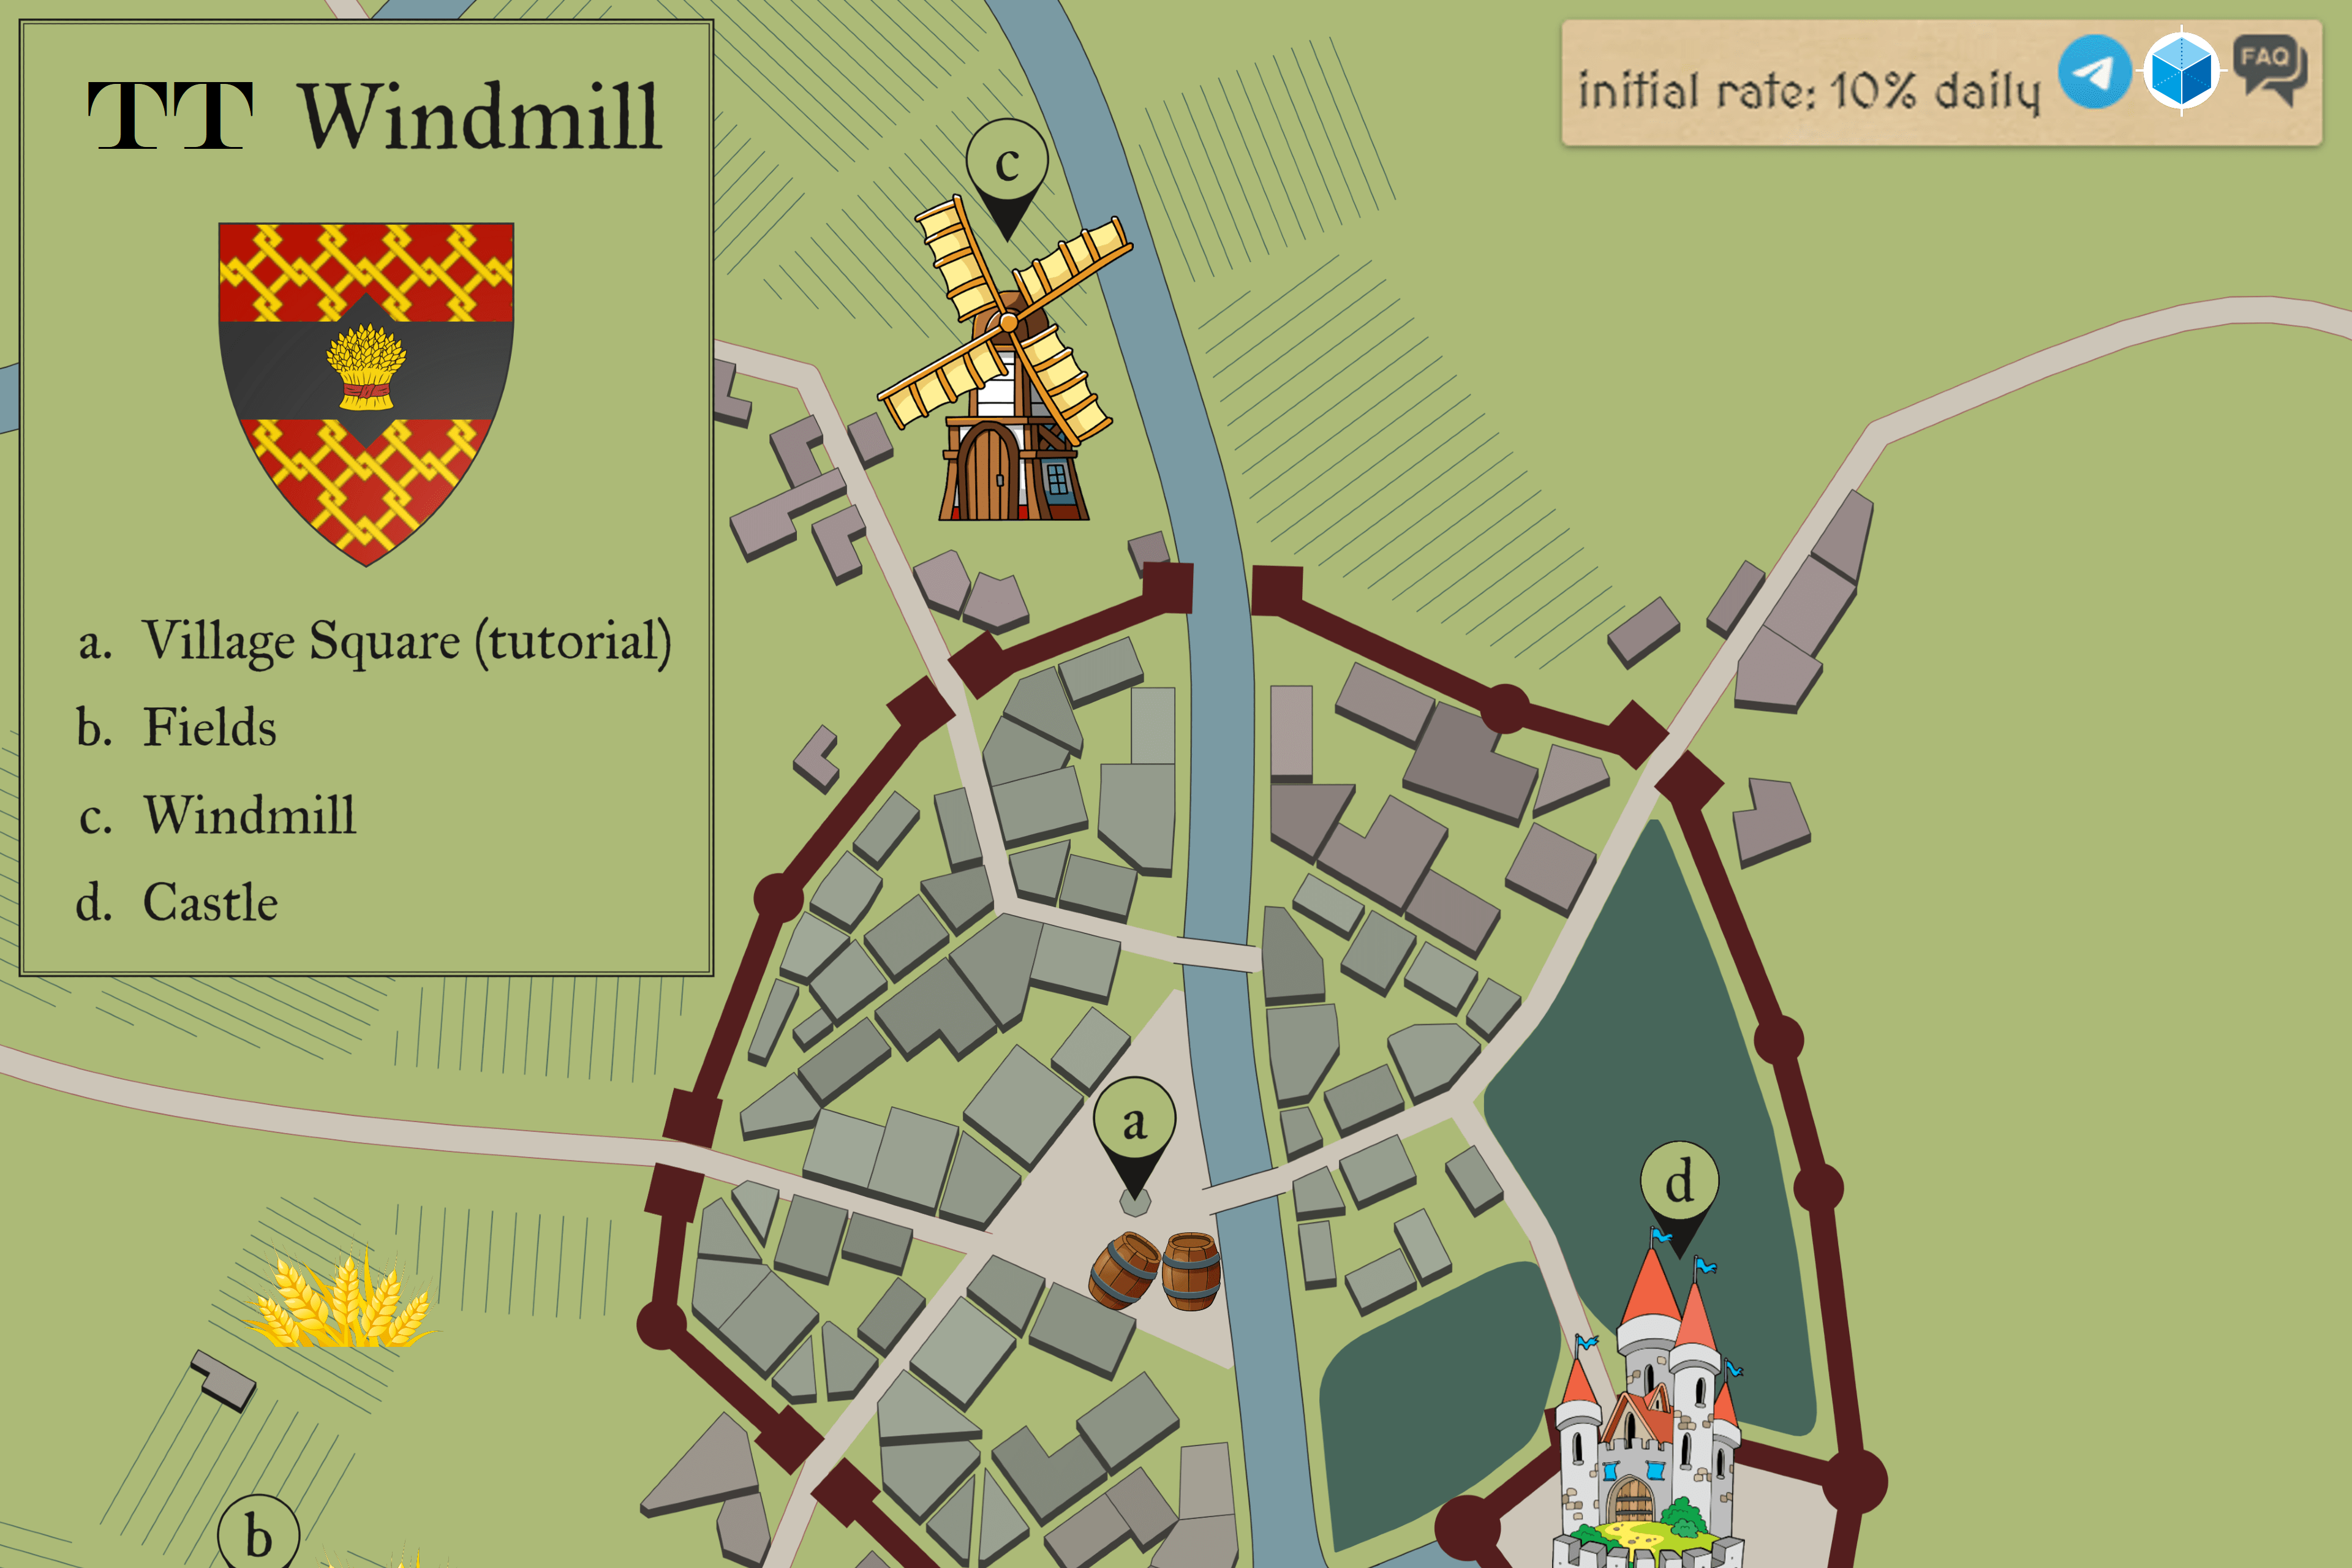 TT Windmill
initial rate: 10% daily
FAQ
c
a. Village Square (tutorial)
b. Fields
c. Windmill
d. Castle
a
d
b